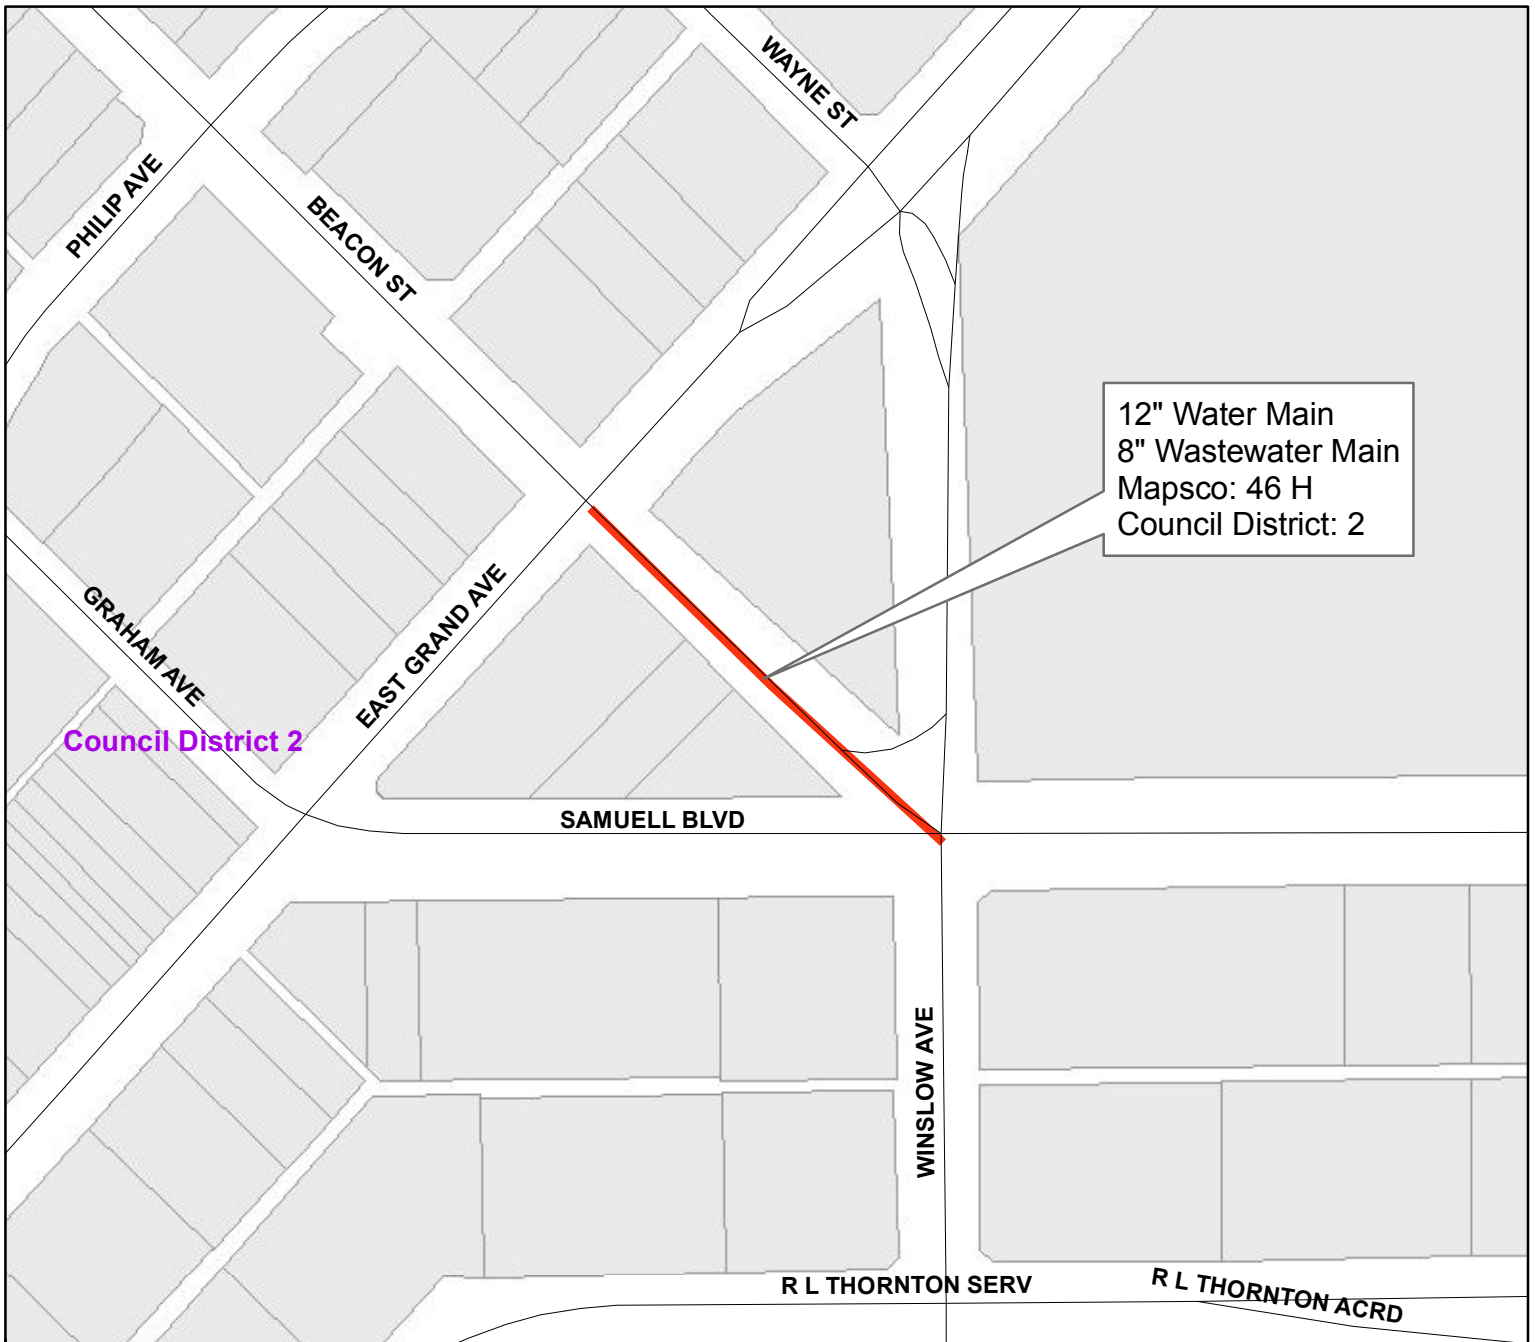 WAYNE ST
PHILIP AVE
BEACON ST
12" Water Main
8" Wastewater Main
Mapsco: 46 H
Council District: 2
GRAHAM AVE
EAST GRAND AVE
Council District 2
SAMUELL BLVD
WINSLOW AVE
R L THORNTON SERV
R L THORNTON ACRD